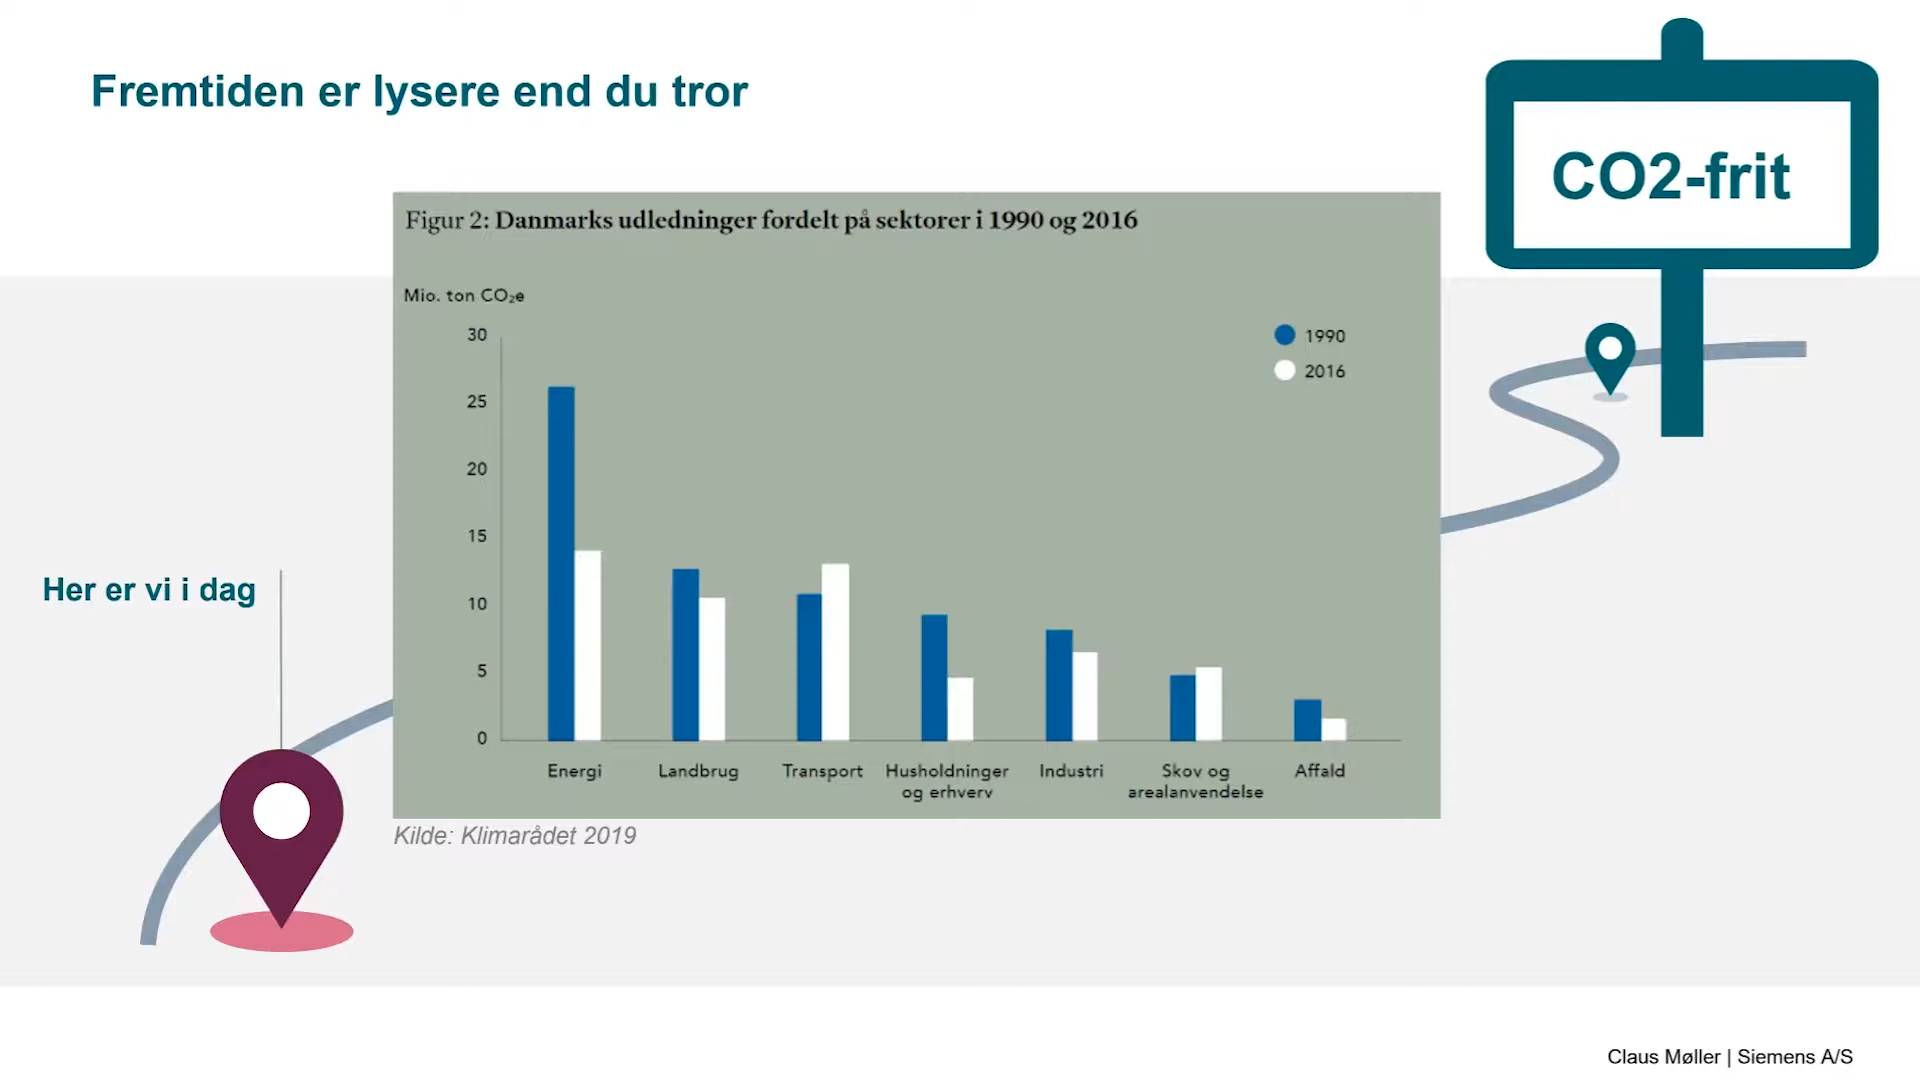 Fremtiden er lysere end du tror
CO2-frit
Figur 2: Danmarks udledninger fordelt på sektorer i 1990 og 2016
Mio. ton CO₂e
30
25
20
15
10
5
0
1990
2016
Energi
Landbrug
Transport
Husholdninger
og erhverv
Industri
Skov og
arealanvendelse
Affald
Her er vi i dag
Kilde: Klimarådet 2019
Claus Møller | Siemens A/S